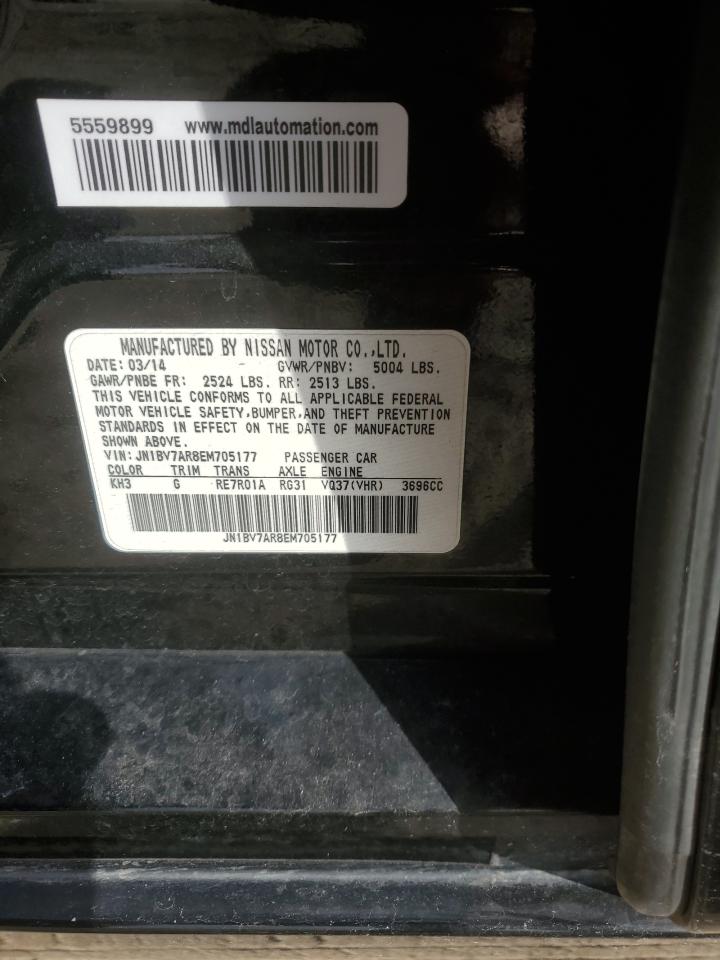 5559899 www.mdlautomation.com
MANUFACTURED BY NISSAN MOTOR CO.,LTD.
DATE: 03/14 GVWR/PNBV: 5004 LBS.
GAWR/PNBE FR: 2524 LBS. RR: 2513 LBS.
THIS VEHICLE CONFORMS TO ALL APPLICABLE FEDERAL
MOTOR VEHICLE SAFETY,BUMPER,AND THEFT PREVENTION
STANDARDS IN EFFECT ON THE DATE OF MANUFACTURE
SHOWN ABOVE.
VIN: JN1BV7AR8EM705177 PASSENGER CAR
COLOR TRIM TRANS AXLE ENGINE
KH3 G RE7R01A RG31 VQ37(VHR) 3696CC
JN1BV7AR8EM705177